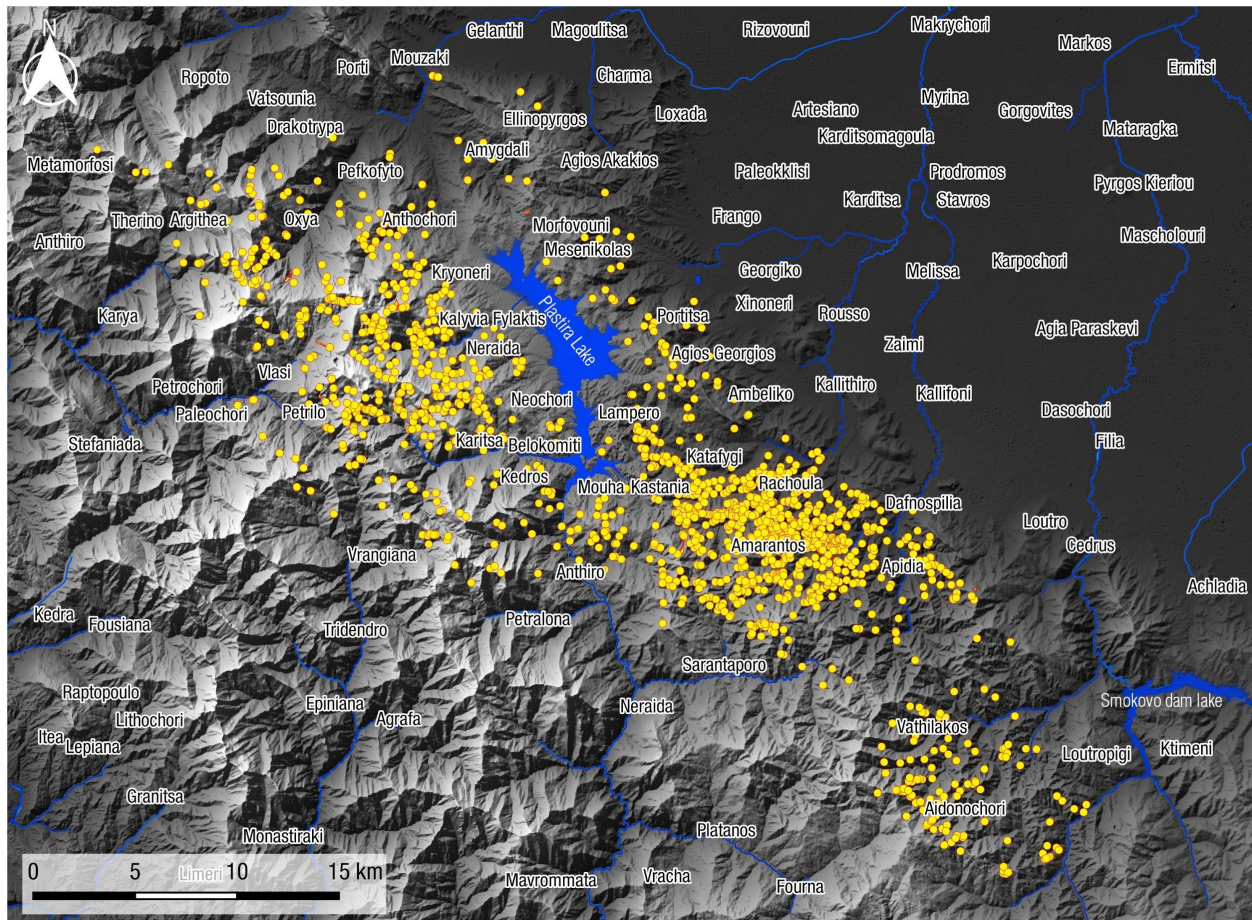 N
Gelanthi
Magoulitsa
Rizovouni
Makrychori
Markos
Mouzaki
Porti
Ermitsi
Ropoto
Charma
Vatsounia
Myrina
Loxada
Artesiano
Gorgovites
Ellinopyrgos
Drakotrypa
Karditsomagoula
Mataragka
Amygdali
Agios Akakios
Metamorfosi
Pefkofyto
Paleokklisi
Prodromos
Pyrgos Kieriou
Karditsa
Stavros
Therino
Argithea
Oxya
Anthochori
Frango
Morfovouni
Mascholouri
Anthiro
Mesenikolas
Karpochori
Kryoneri
Georgiko
Melissa
Xinoneri
Karya
Kalyvia Fylaktis
Plastira Lake
Portitsa
Rousso
Agia Paraskevi
Neraida
Zaimi
Agios Georgios
Vlasi
Petrochori
Kallithiro
Ambeliko
Kallifoni
Neochori
Paleochori
Petrilo
Lampero
Dasochori
Stefaniada
Karitsa
Belokomiti
Filia
Katafygi
Kedros
Rachoula
Mouha
Kastania
Dafnospilia
Loutro
Amarantos
Cedrus
Vrangiana
Anthiro
Apidia
Achladia
Kedra
Fousiana
Petralona
Tridendro
Sarantaporo
Raptopoulo
Epiniana
Neraida
Smokovo dam lake
Lithochori
Agrafa
Vathilakos
Itea
Lepiana
Loutropigi
Ktimeni
Granitsa
Aidonochori
Monastiraki
Platanos
0 5 10 15 km
Limeri
Mavrommata
Vracha
Fourna